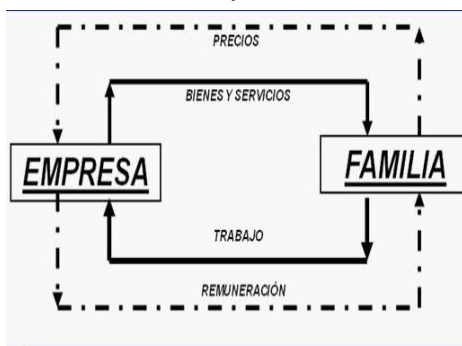 PRECIOS
BIENES Y SERVICIOS
EMPRESA
FAMILIA
TRABAJO
REMUNERACIÓN